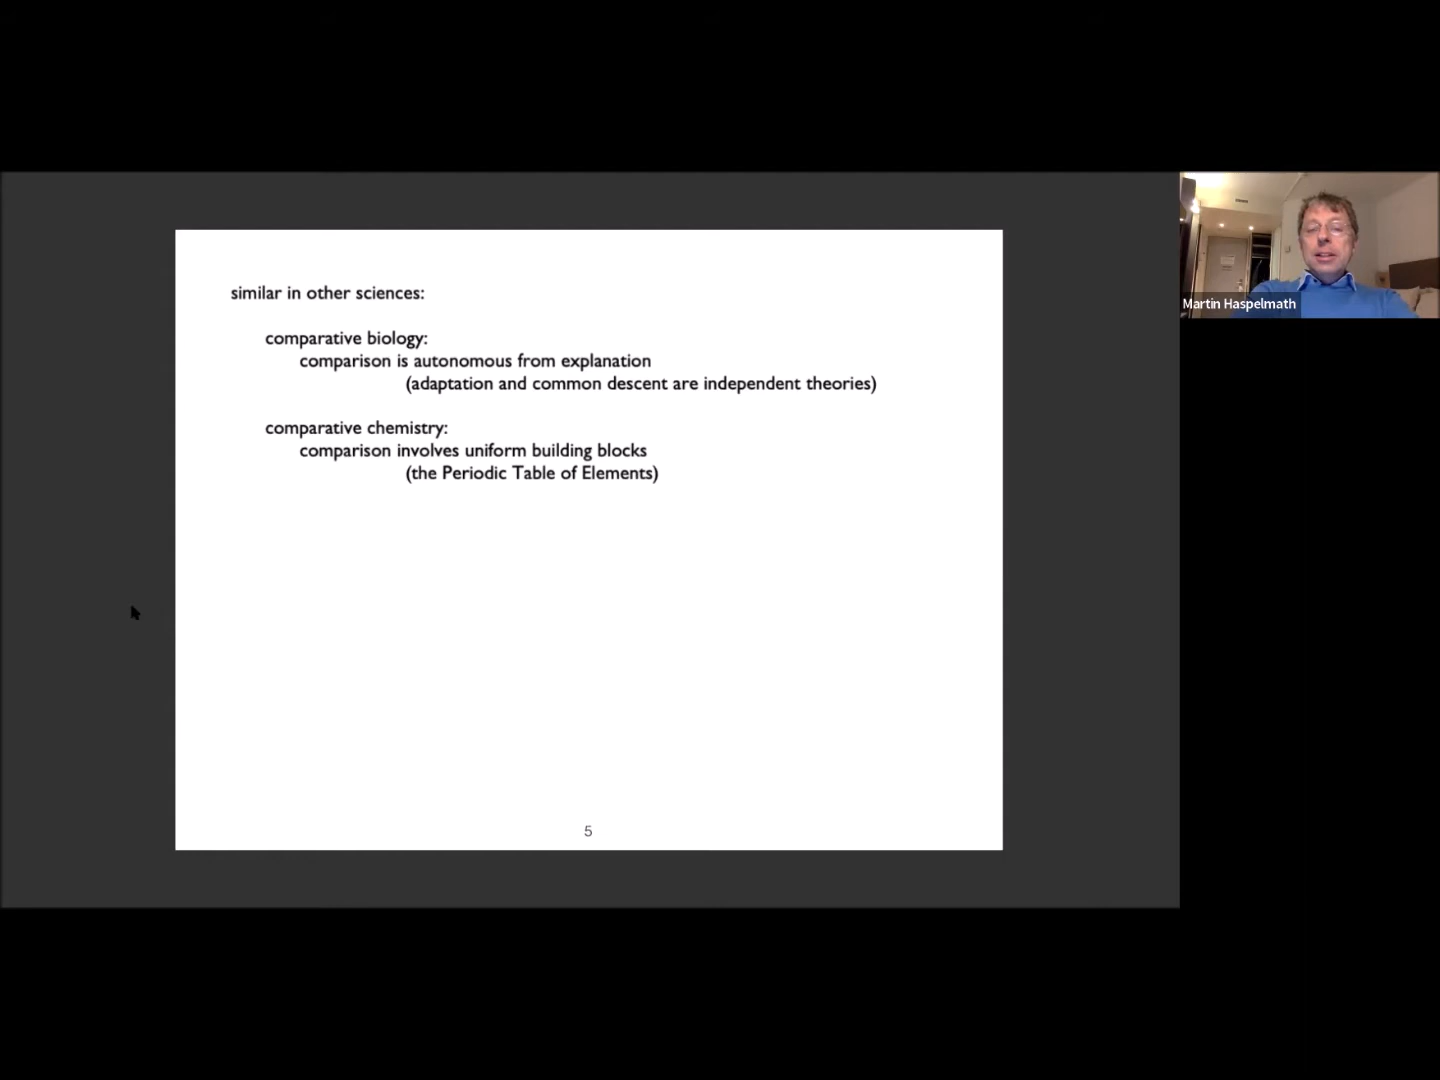 similar in other sciences:
comparative biology:
comparison is autonomous from explanation
(adaptation and common descent are independent theories)
comparative chemistry:
comparison involves uniform building blocks
(the Periodic Table of Elements)
5
Martin Haspelmath